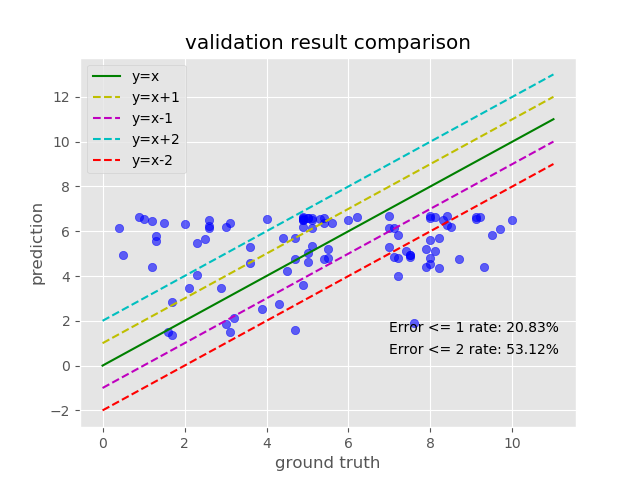 validation result comparison
y=x
y=x+1
y=x-1
y=x+2
y=x-2
12
10
8
6
4
2
0
−2
prediction
Error <= 1 rate: 20.83%
Error <= 2 rate: 53.12%
0 2 4 6 8 10
ground truth